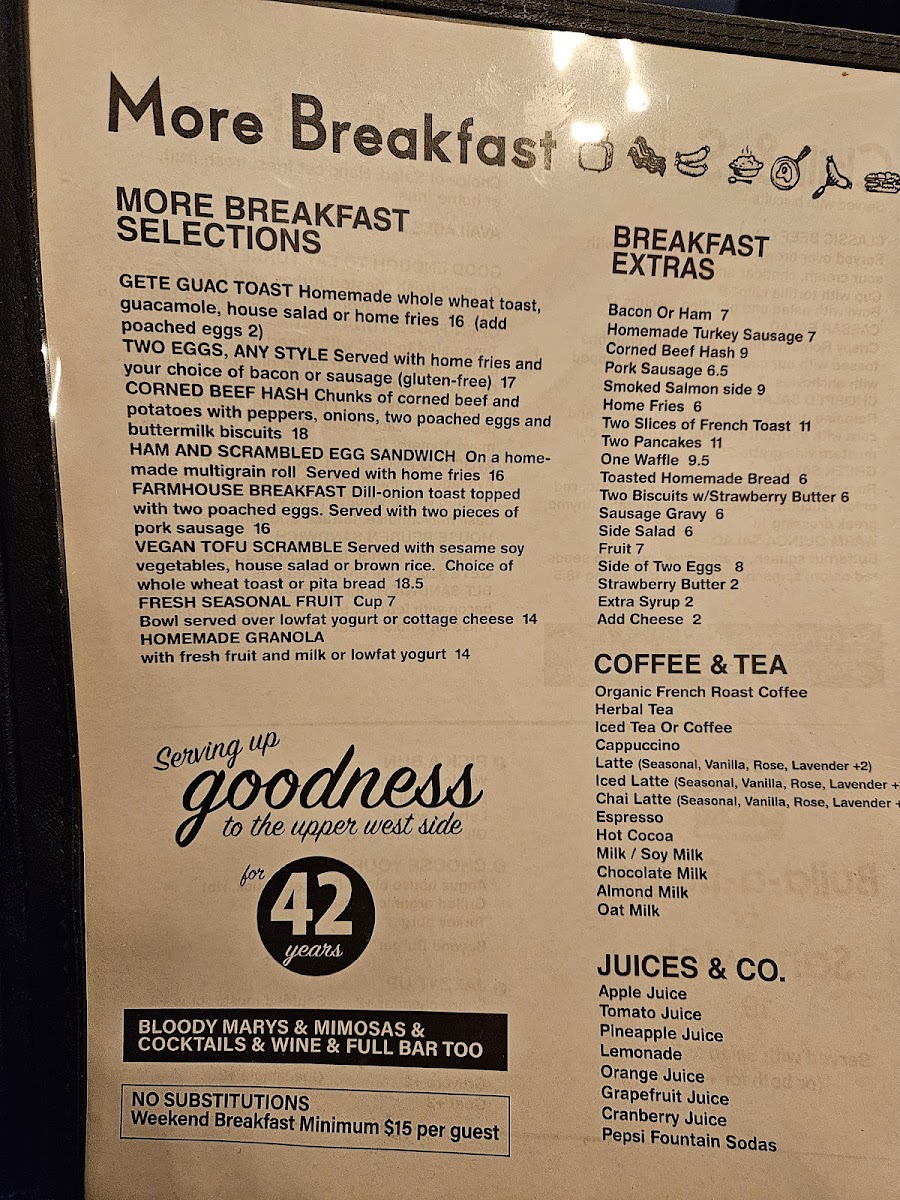 More Breakfast
MORE BREAKFAST
SELECTIONS
GETE GUAC TOAST Homemade whole wheat toast,
guacamole, house salad or home fries 16 (add
poached eggs 2)
TWO EGGS, ANY STYLE Served with home fries and
your choice of bacon or sausage (gluten-free) 17
CORNED BEEF HASH Chunks of corned beef and
potatoes with peppers, onions, two poached eggs and
buttermilk biscuits 18
HAM AND SCRAMBLED EGG SANDWICH On a home-
made multigrain roll Served with home fries 16
FARMHOUSE BREAKFAST Dill-onion toast topped
with two poached eggs. Served with two pieces of
pork sausage 16
VEGAN TOFU SCRAMBLE Served with sesame soy
vegetables, house salad or brown rice. Choice of
whole wheat toast or pita bread 18.5
FRESH SEASONAL FRUIT Cup 7
Bowl served over lowfat yogurt or cottage cheese 14
HOMEMADE GRANOLA
with fresh fruit and milk or lowfat yogurt 14
Serving up
goodness
to the upper west side
for
42
years
BLOODY MARYS & MIMOSAS &
COCKTAILS & WINE & FULL BAR TOO
NO SUBSTITUTIONS
Weekend Breakfast Minimum $15 per guest
BREAKFAST
EXTRAS
Bacon Or Ham 7
Homemade Turkey Sausage 7
Corned Beef Hash 9
Pork Sausage 6.5
Smoked Salmon side 9
Home Fries 6
Two Slices of French Toast 11
Two Pancakes 11
One Waffle 9.5
Toasted Homemade Bread 6
Two Biscuits w/Strawberry Butter 6
Sausage Gravy 6
Side Salad 6
Fruit 7
Side of Two Eggs 8
Strawberry Butter 2
Extra Syrup 2
Add Cheese 2
COFFEE & TEA
Organic French Roast Coffee
Herbal Tea
Iced Tea Or Coffee
Cappuccino
Latte (Seasonal, Vanilla, Rose, Lavender +2)
Iced Latte (Seasonal, Vanilla, Rose, Lavender
Chai Latte (Seasonal, Vanilla, Rose, Lavender
Espresso
Hot Cocoa
Milk / Soy Milk
Chocolate Milk
Almond Milk
Oat Milk
JUICES & CO.
Apple Juice
Tomato Juice
Pineapple Juice
Lemonade
Orange Juice
Grapefruit Juice
Cranberry Juice
Pepsi Fountain Sodas